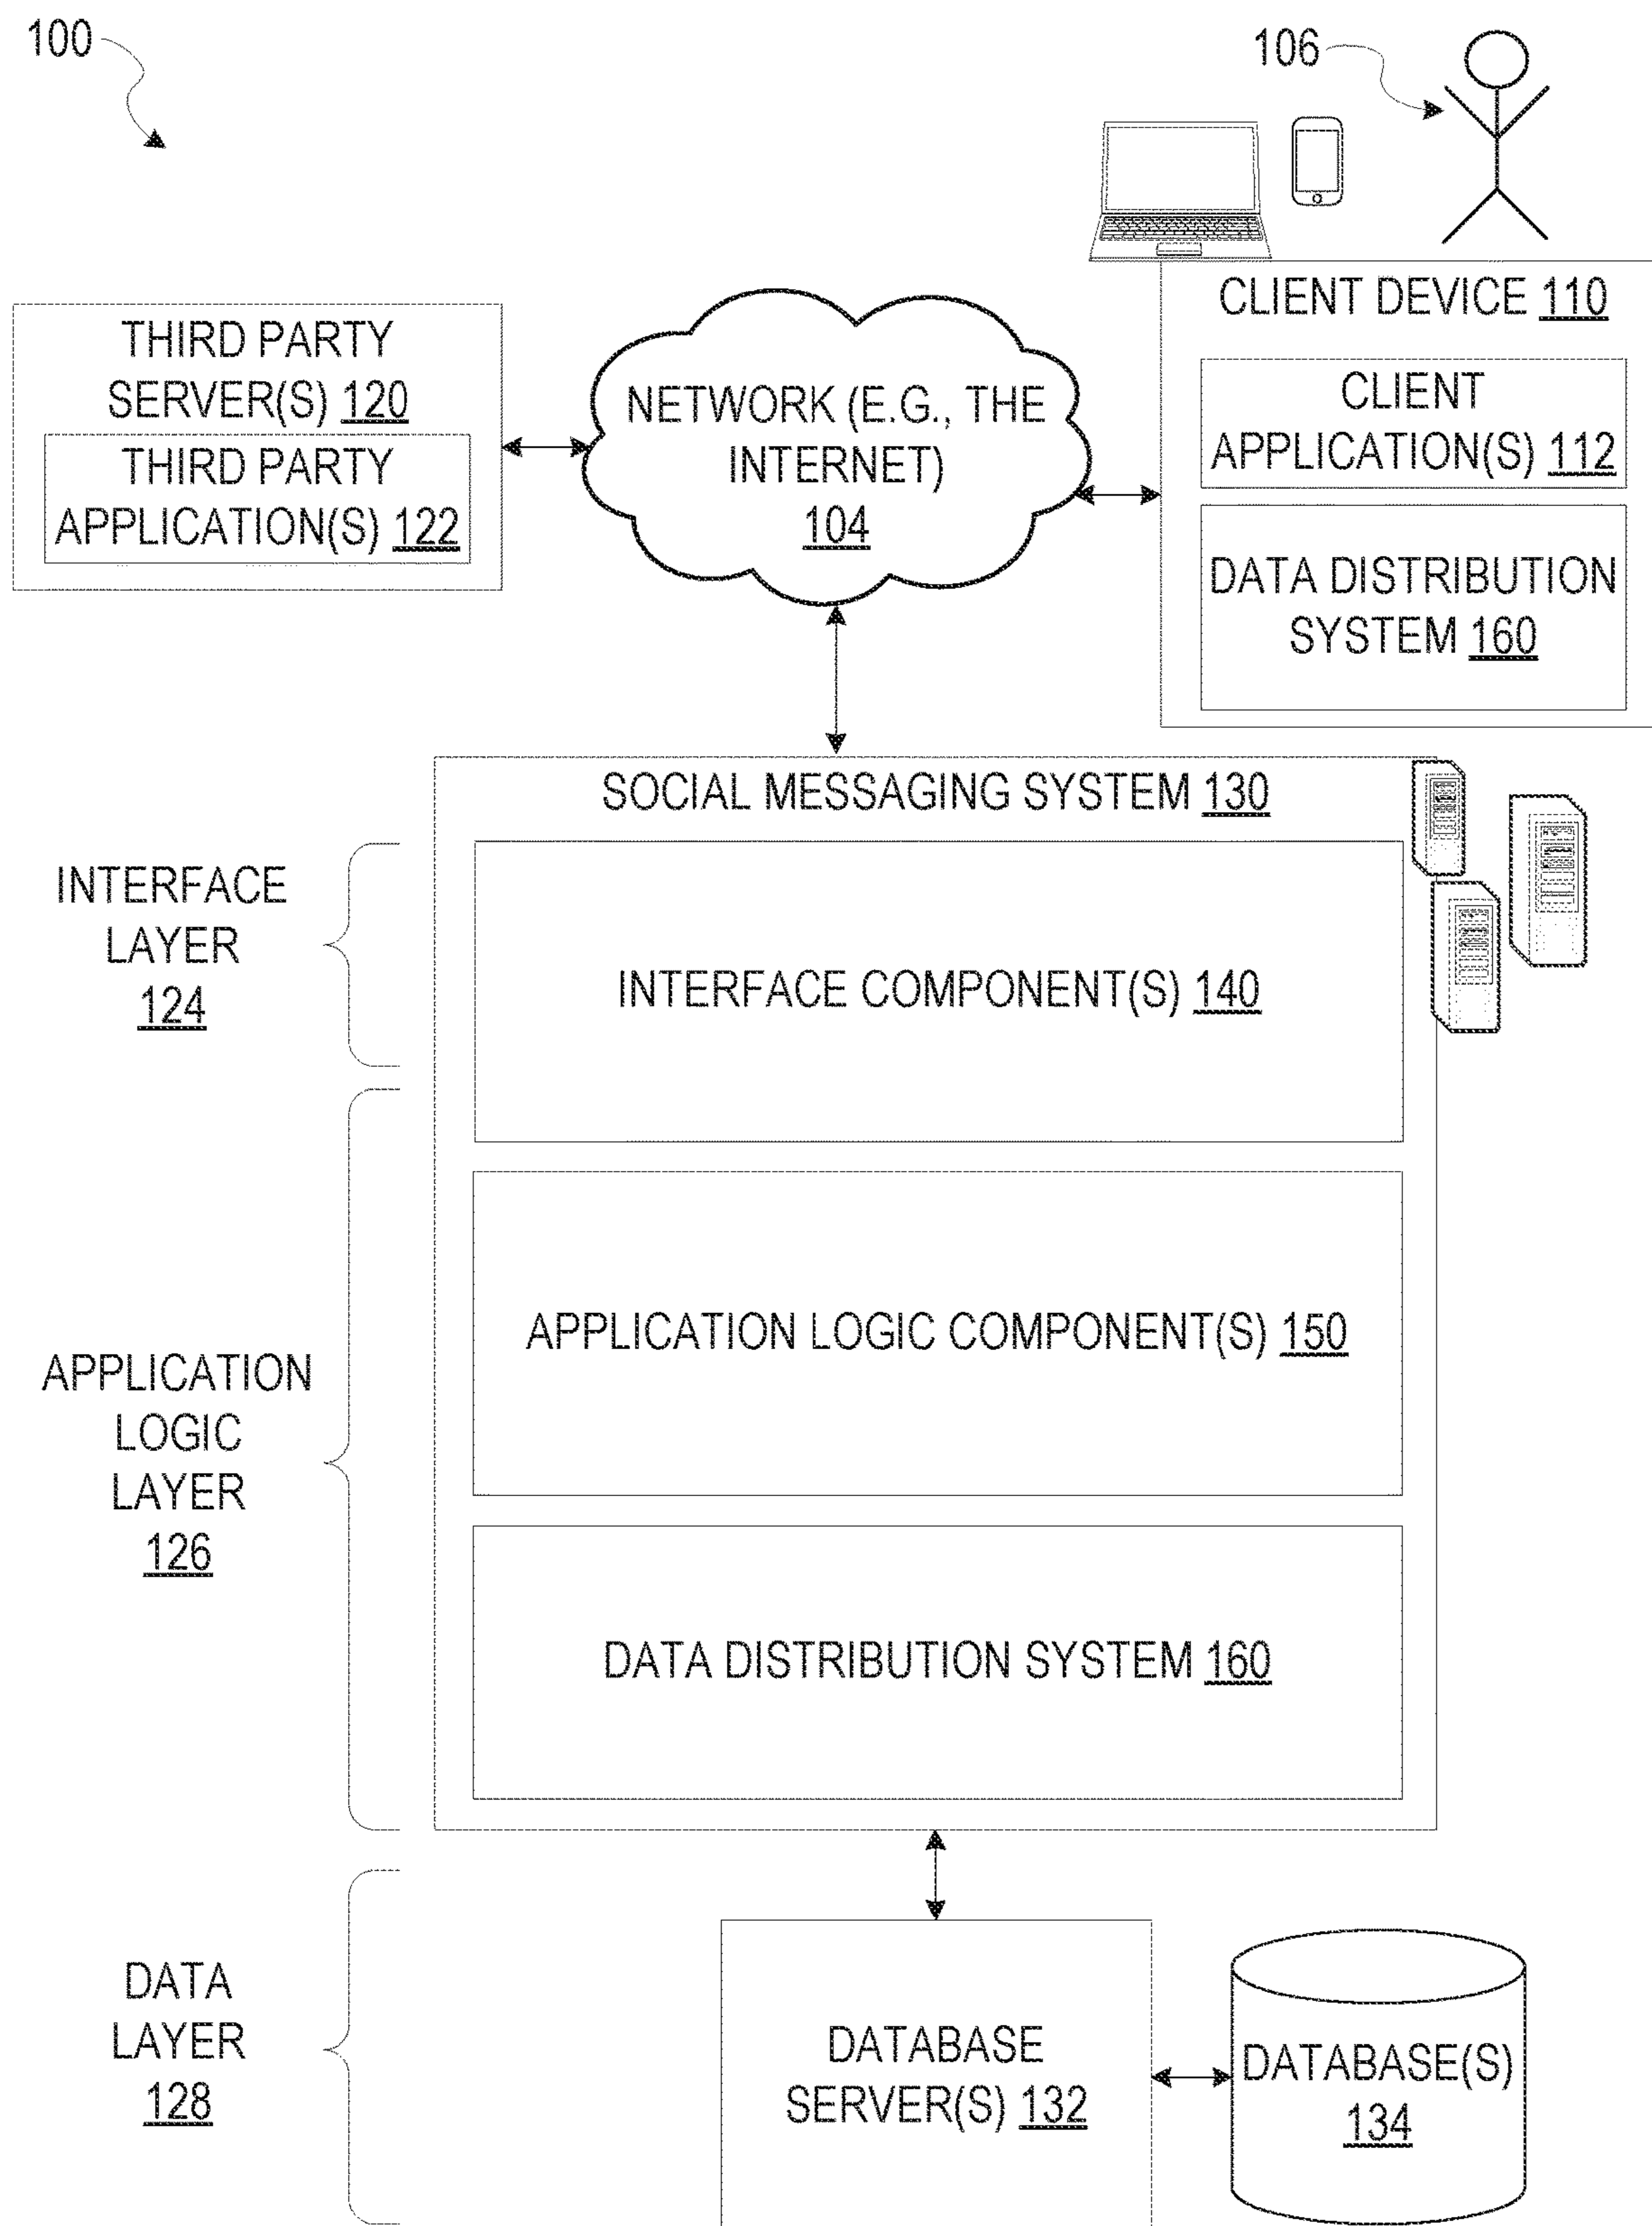 100
106
THIRD PARTY
SERVER(S) 120
THIRD PARTY
APPLICATION(S) 122
NETWORK (E.G., THE
INTERNET)
104
CLIENT DEVICE 110
CLIENT
APPLICATION(S) 112
DATA DISTRIBUTION
SYSTEM 160
SOCIAL MESSAGING SYSTEM 130
INTERFACE
LAYER
124
INTERFACE COMPONENT(S) 140
APPLICATION
LOGIC
LAYER
126
APPLICATION LOGIC COMPONENT(S) 150
DATA DISTRIBUTION SYSTEM 160
DATA
LAYER
128
DATABASE
SERVER(S) 132
DATABASE(S)
134